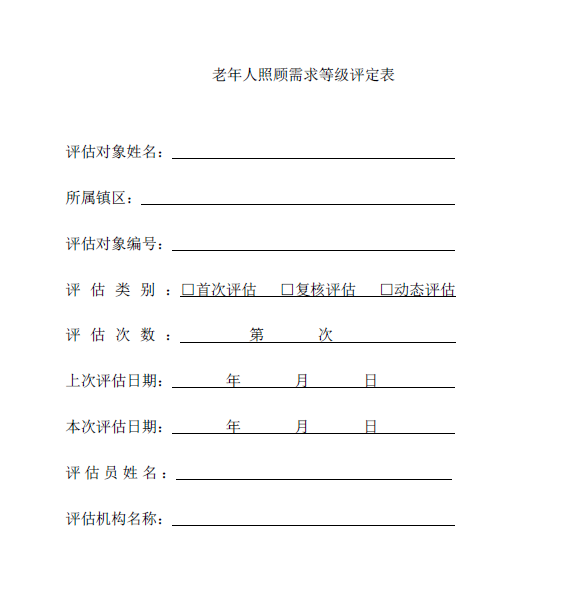 老年人照顾需求等级评定表
评估对象姓名：
所属镇区：
评估对象编号：
评 估 类 别 ：□首次评估 □复核评估 □动态评估
评 估 次 数 ： 第 次
上次评估日期： 年 月 日
本次评估日期： 年 月 日
评 估 员 姓 名 ：
评估机构名称：